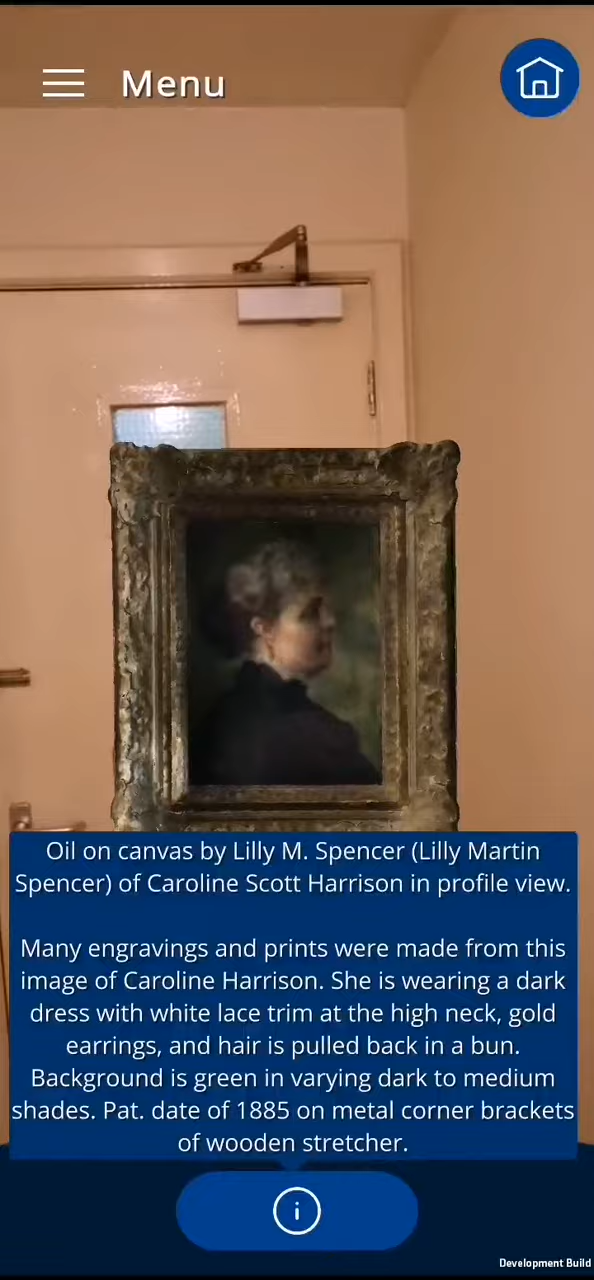 Menu
Oil on canvas by Lilly M. Spencer (Lilly Martin
Spencer) of Caroline Scott Harrison in profile view.
Many engravings and prints were made from this
image of Caroline Harrison. She is wearing a dark
dress with white lace trim at the high neck, gold
earrings, and hair is pulled back in a bun.
Background is green in varying dark to medium
shades. Pat. date of 1885 on metal corner brackets
of wooden stretcher.
i
Development Build